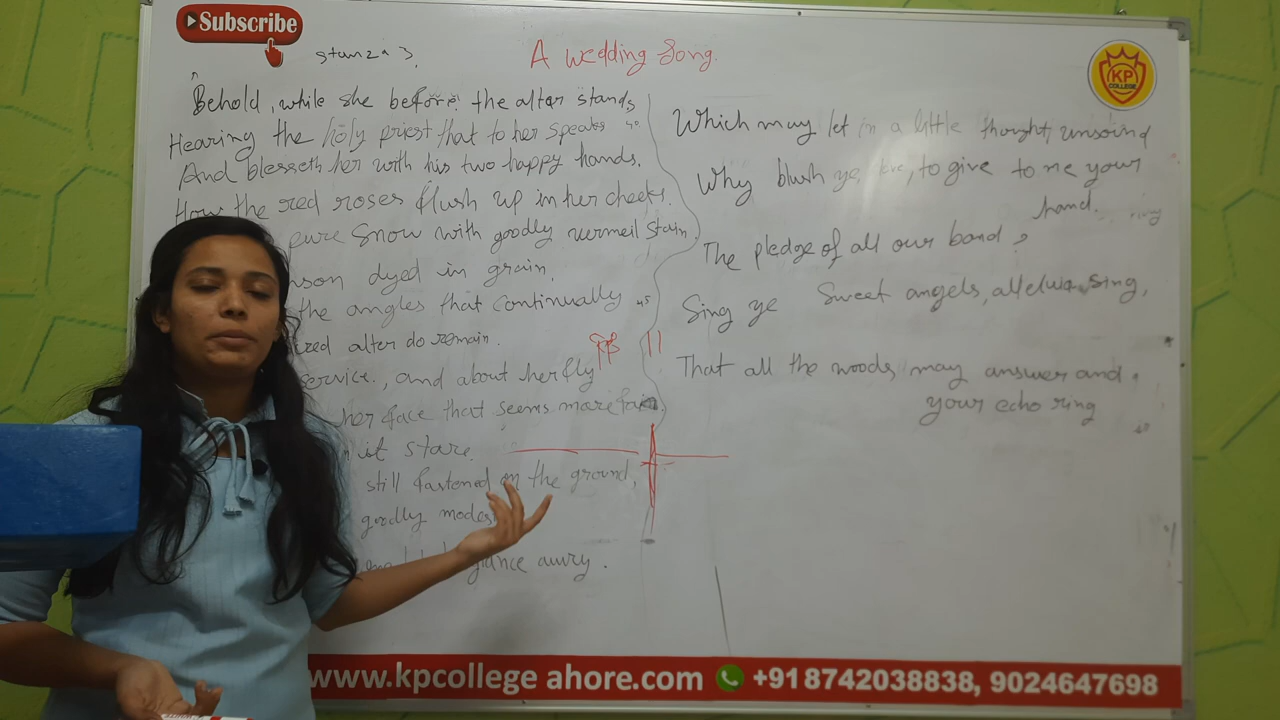 Subscribe
stanza 3.
A wedding Song.
KP
COLLEGE
Behold, while she before the altar stands
Hearing the holy priest that to her speaks 40
And blesseth her with his two happy hands.
How the red roses flush up in her cheeks.
pure snow with goodly vermeil stain
dyed in grain,
the angles that continually 45
alter do remain.
service, and about her fly
her face that seems more
stare.
still fastened on the ground,
goodly
awry.
Which may let in a little thought, unsound
Why blush ye to give to me your
hand.
The pledge of all our band ?
Sing ye Sweet angels, alleluia sing,
That all the woods may answer and
your echo ring
www.kpcollege ahore.com +91 8742038838, 9024647698